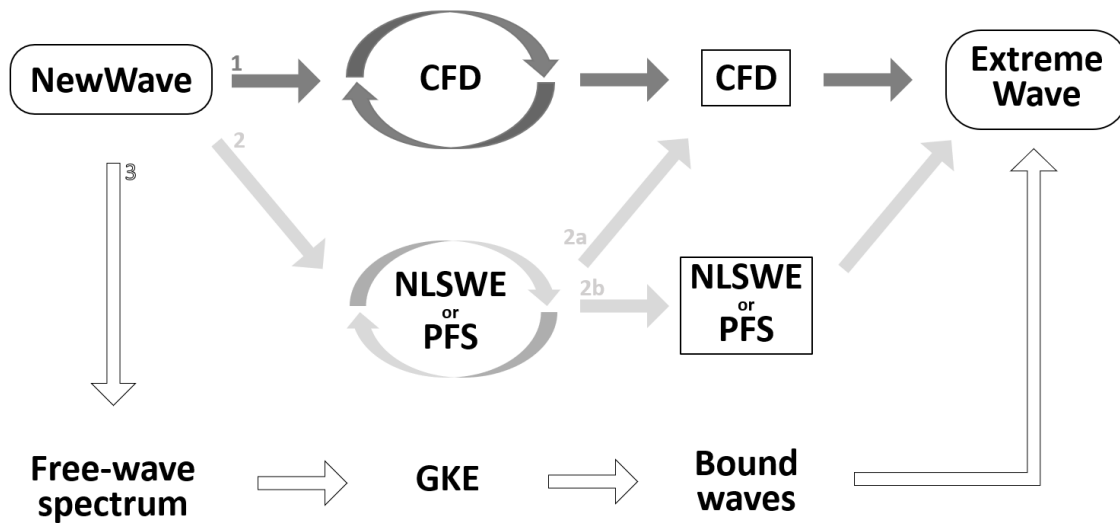 NewWave
1
CFD
CFD
Extreme
Wave
2
3
2a
NLSWE
or
PFS
2b
NLSWE
or
PFS
Free-wave
spectrum
GKE
Bound
waves